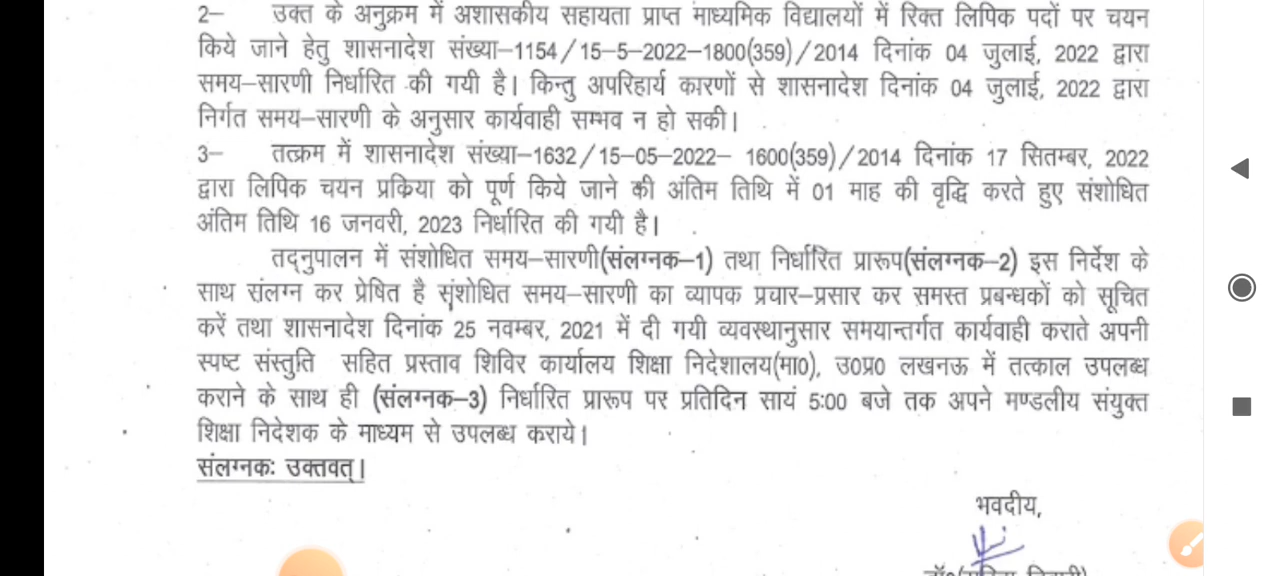 2– उक्त के अनुक्रम में अशासकीय सहायता प्राप्त माध्यमिक विद्यालयों में रिक्त लिपिक पदों पर चयन
किये जाने हेतु शासनादेश संख्या–1154/15–5–2022–1800(359)/2014 दिनांक 04 जुलाई, 2022 द्वारा
समय–सारणी निर्धारित की गयी है। किन्तु अपरिहार्य कारणों से शासनादेश दिनांक 04 जुलाई, 2022 द्वारा
निर्गत समय–सारणी के अनुसार कार्यवाही सम्भव न हो सकी।
3– तत्क्रम में शासनादेश संख्या–1632/15–05–2022– 1600(359)/2014 दिनांक 17 सितम्बर, 2022
द्वारा लिपिक चयन प्रक्रिया को पूर्ण किये जाने की अंतिम तिथि में 01 माह की वृद्धि करते हुए संशोधित
अंतिम तिथि 16 जनवरी, 2023 निर्धारित की गयी है।
तद्नुपालन में संशोधित समय–सारणी(संलग्नक–1) तथा निर्धारित प्रारूप(संलग्नक–2) इस निर्देश के
साथ संलग्न कर प्रेषित है संशोधित समय–सारणी का व्यापक प्रचार–प्रसार कर समस्त प्रबन्धकों को सूचित
करें तथा शासनादेश दिनांक 25 नवम्बर, 2021 में दी गयी व्यवस्थानुसार समयान्तर्गत कार्यवाही कराते अपनी
स्पष्ट संस्तुति सहित प्रस्ताव शिविर कार्यालय शिक्षा निदेशालय(मा0), उ0प्र0 लखनऊ में तत्काल उपलब्ध
कराने के साथ ही (संलग्नक–3) निर्धारित प्रारूप पर प्रतिदिन सायं 5:00 बजे तक अपने मण्डलीय संयुक्त
शिक्षा निदेशक के माध्यम से उपलब्ध कराये।
संलग्नकः उक्तवत्।
भवदीय,